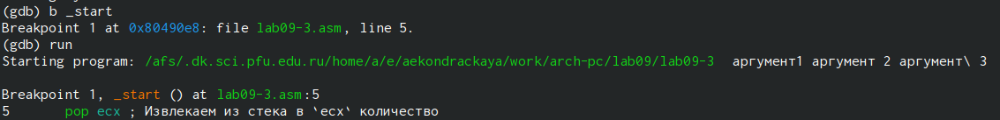 (gdb) b _start
Breakpoint 1 at 0x80490e8: file lab09-3.asm, line 5.
(gdb) run
Starting program: /afs/.dk.sci.pfu.edu.ru/home/a/e/aekondrackaya/work/arch-pc/lab09/lab09-3  аргумент1 аргумент 2 аргумент\ 3
Breakpoint 1, _start () at lab09-3.asm:5
5       pop ecx ; Извлекаем из стека в `ecx` количество